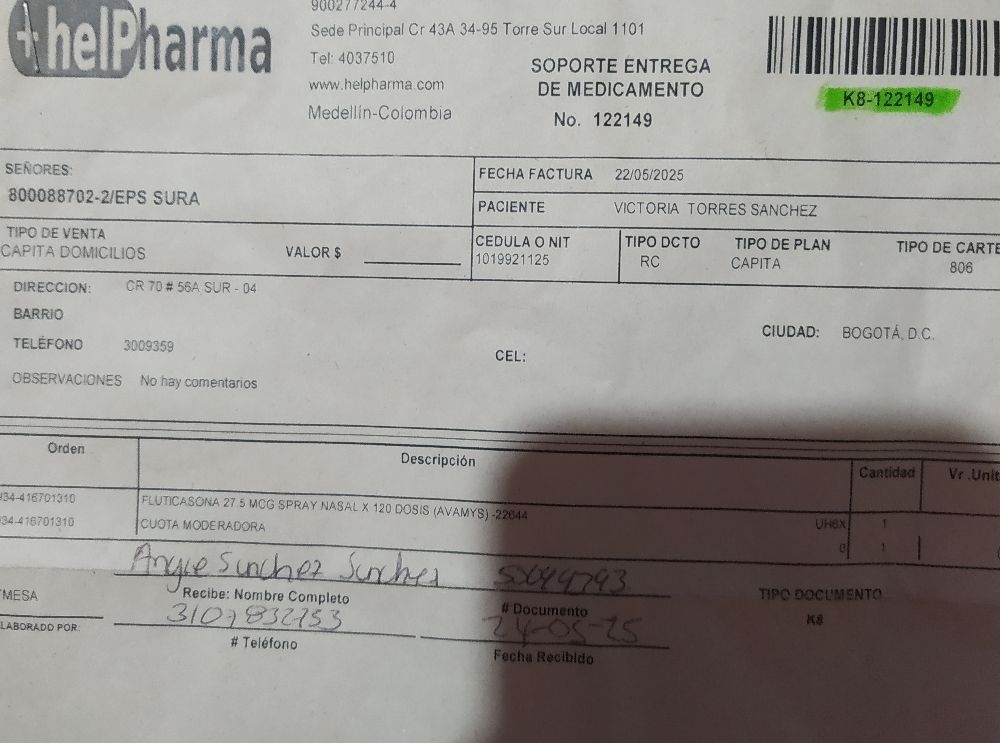 helPharma
900277244-4
Sede Principal Cr 43A 34-95 Torre Sur Local 1101
Tel: 4037510
www.helpharma.com
Medellín-Colombia
SOPORTE ENTREGA
DE MEDICAMENTO
No. 122149
K8-122149
SEÑORES:
800088702-2/EPS SURA
FECHA FACTURA 22/05/2025
PACIENTE VICTORIA TORRES SANCHEZ
TIPO DE VENTA
CAPITA DOMICILIOS
VALOR $
CEDULA O NIT
1019921125
TIPO DCTO
RC
TIPO DE PLAN
CAPITA
TIPO DE CARTE
806
DIRECCION: CR 70 # 56A SUR - 04
BARRIO
CIUDAD: BOGOTÁ, D.C.
TELÉFONO 3009359
CEL:
OBSERVACIONES No hay comentarios
Orden Descripción Cantidad Vr .Unit
934-416701310 FLUTICASONA 27.5 MCG SPRAY NASAL X 120 DOSIS (AVAMYS) -22644 1
934-416701310 CUOTA MODERADORA 0 1
Angie Sanchez Sanchez
Recibe: Nombre Completo
# Documento
TIPO DOCUMENTO
K8
MESA
LABORADO POR:
3107832753
# Teléfono
24-05-25
Fecha Recibido